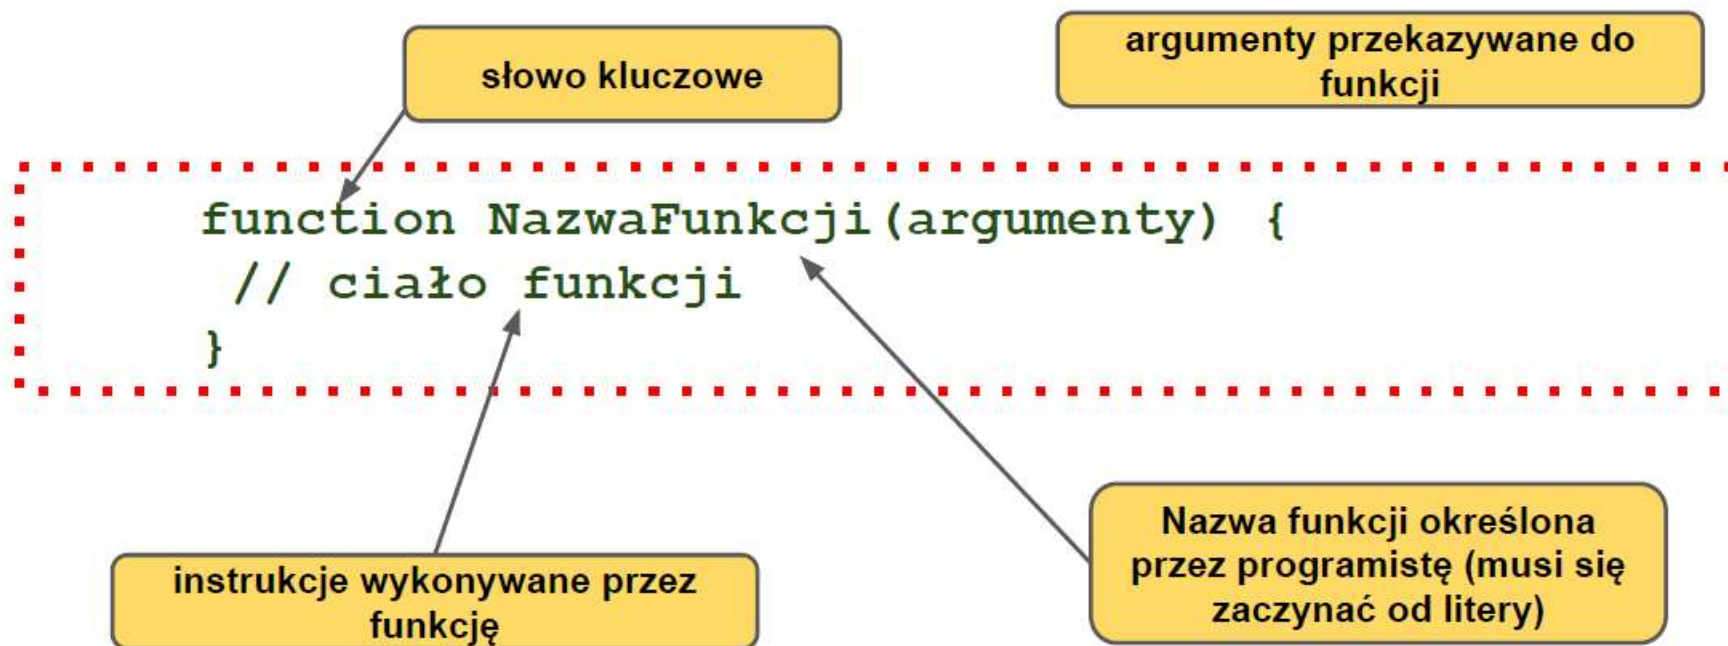 słowo kluczowe
argumenty przekazywane do
funkcji
function NazwaFunkcji(argumenty) {
// ciało funkcji
}
instrukcje wykonywane przez
funkcję
Nazwa funkcji określona
przez programistę (musi się
zaczynać od litery)